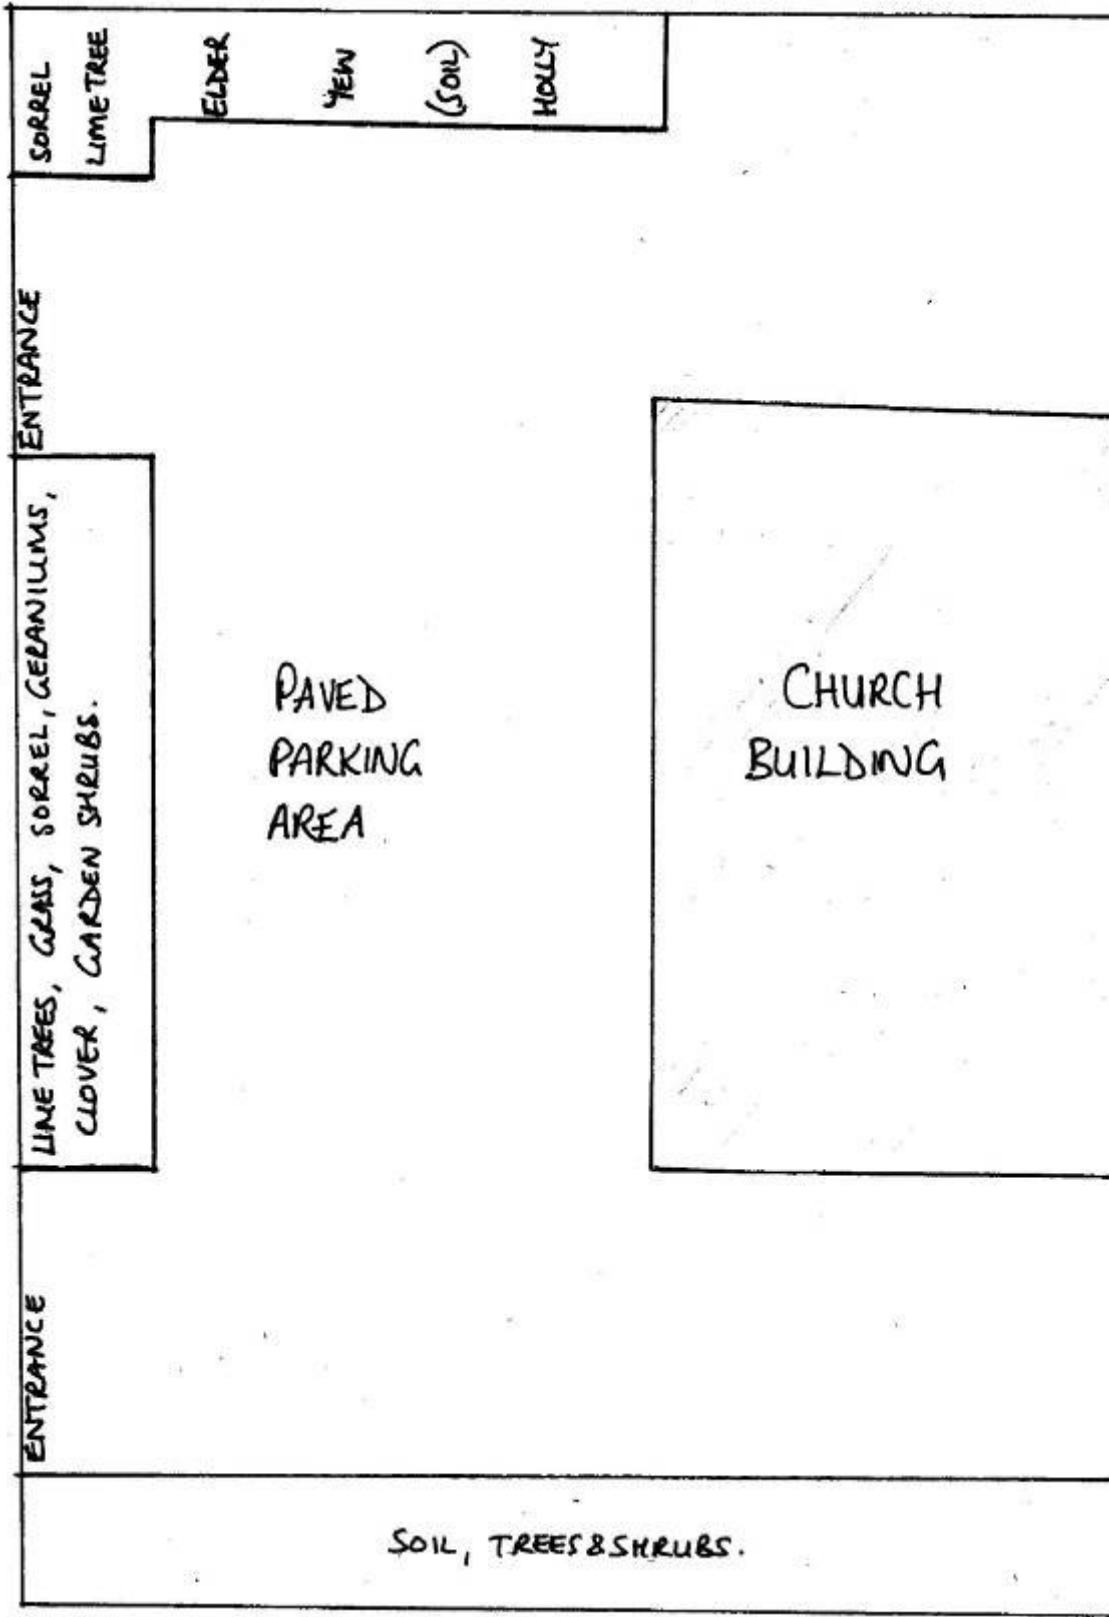 SORREL
LIME TREE
ELDER
YEW
(SOIL)
HOLLY
ENTRANCE
LIME TREES, GRASS, SORREL, GERANIUMS,
CLOVER, GARDEN SHRUBS.
PAVED
PARKING
AREA
CHURCH
BUILDING
ENTRANCE
SOIL, TREES & SHRUBS.